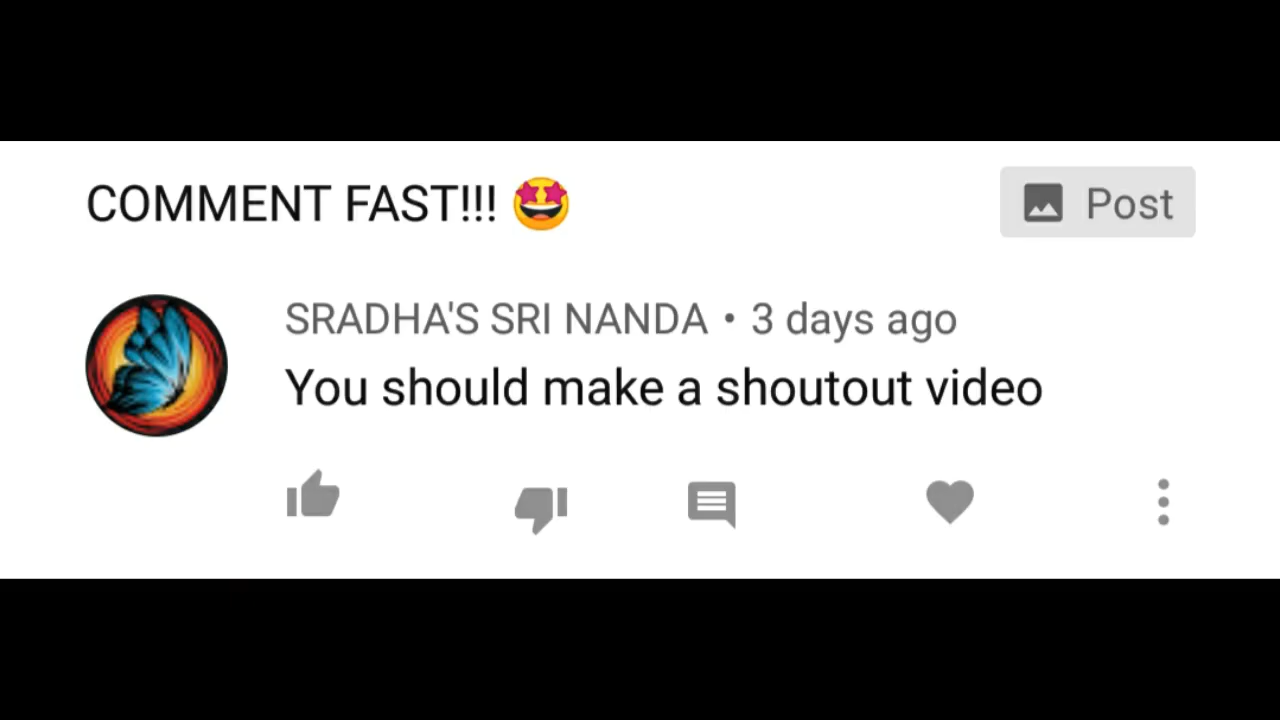 COMMENT FAST!!! 🤩
Post
SRADHA'S SRI NANDA • 3 days ago
You should make a shoutout video